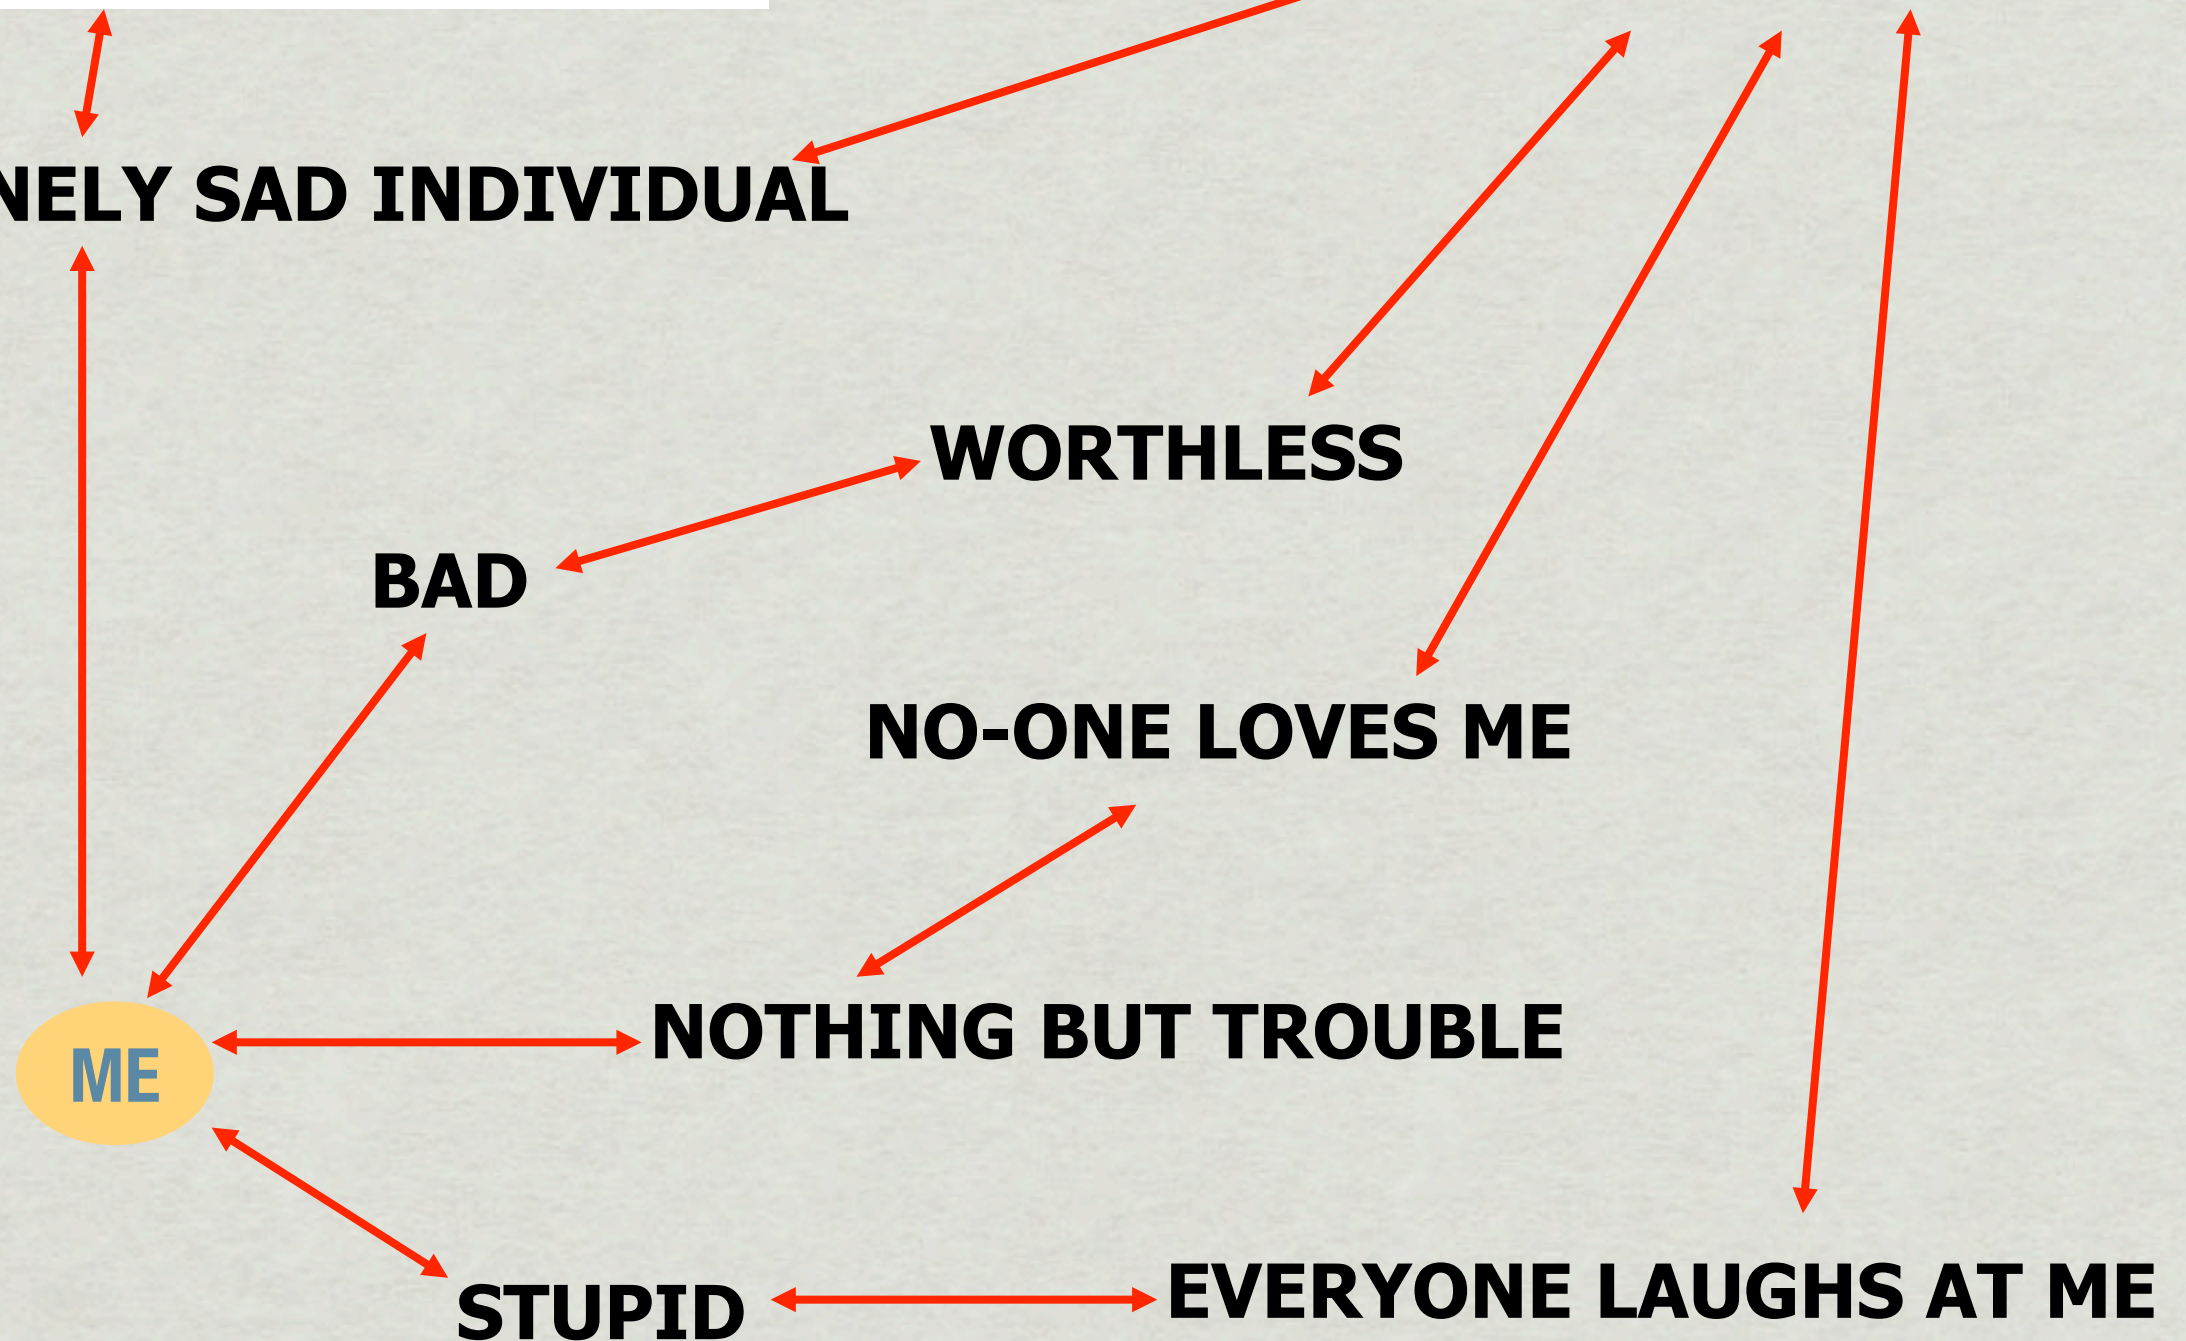 NELY SAD INDIVIDUAL
WORTHLESS
BAD
NO-ONE LOVES ME
NOTHING BUT TROUBLE
ME
EVERYONE LAUGHS AT ME
STUPID